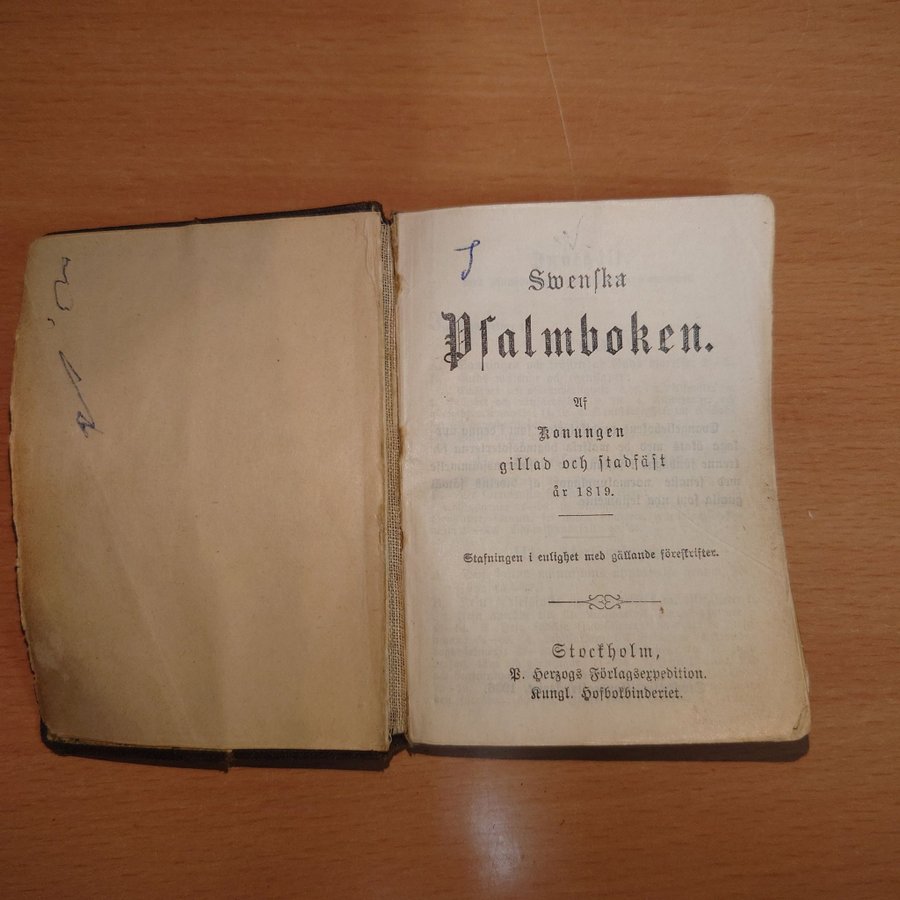 Swenska
Psalmboken.
Af
Konungen
gillad och stadfäst
år 1819.
Stafningen i enlighet med gällande föreskrifter.
Stockholm,
P. Herzogs Förlagsexpedition.
Kungl. Hofbokbinderiet.